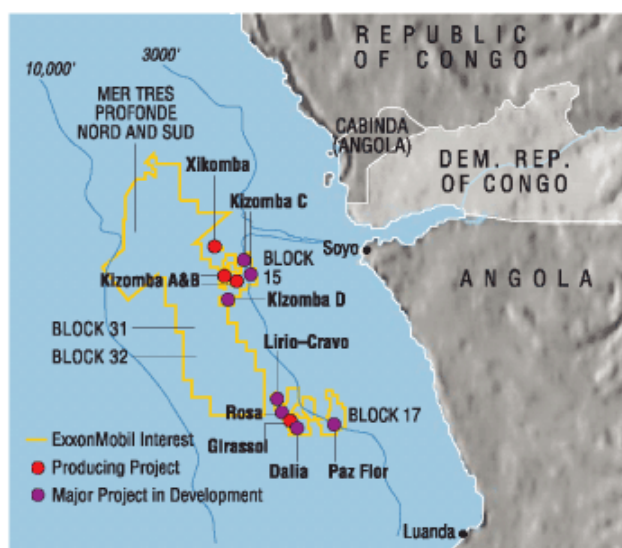 REPUBLIC
OF CONGO
3000'
10,000'
MER TRES
PROFONDE
NORD AND SUD
CABINDA
(ANGOLA)
DEM. REP.
OF CONGO
Xikomba
Kizomba C
Soyo
BLOCK
15
ANGOLA
Kizomba A&B
Kizomba D
BLOCK 31
Lirio–Cravo
BLOCK 32
Rosa
BLOCK 17
ExxonMobil Interest
Girassol
Producing Project
Dalia
Paz Flor
Major Project in Development
Luanda